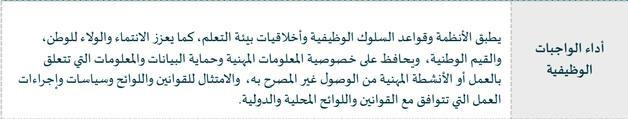 أداء الواجبات
الوظيفية
يطبق الأنظمة وقواعد السلوك الوظيفية وأخلاقيات بيئة التعلم، كما يعزز الانتماء والولاء للوطن،
والقيم الوطنية، ويحافظ على خصوصية المعلومات المهنية وحماية البيانات والمعلومات التي تتعلق
بالعمل أو الأنشطة المهنية من الوصول غير المصرح به، والامتثال للقوانين واللوائح وسياسات وإجراءات
العمل التي تتوافق مع القوانين واللوائح المحلية والدولية.